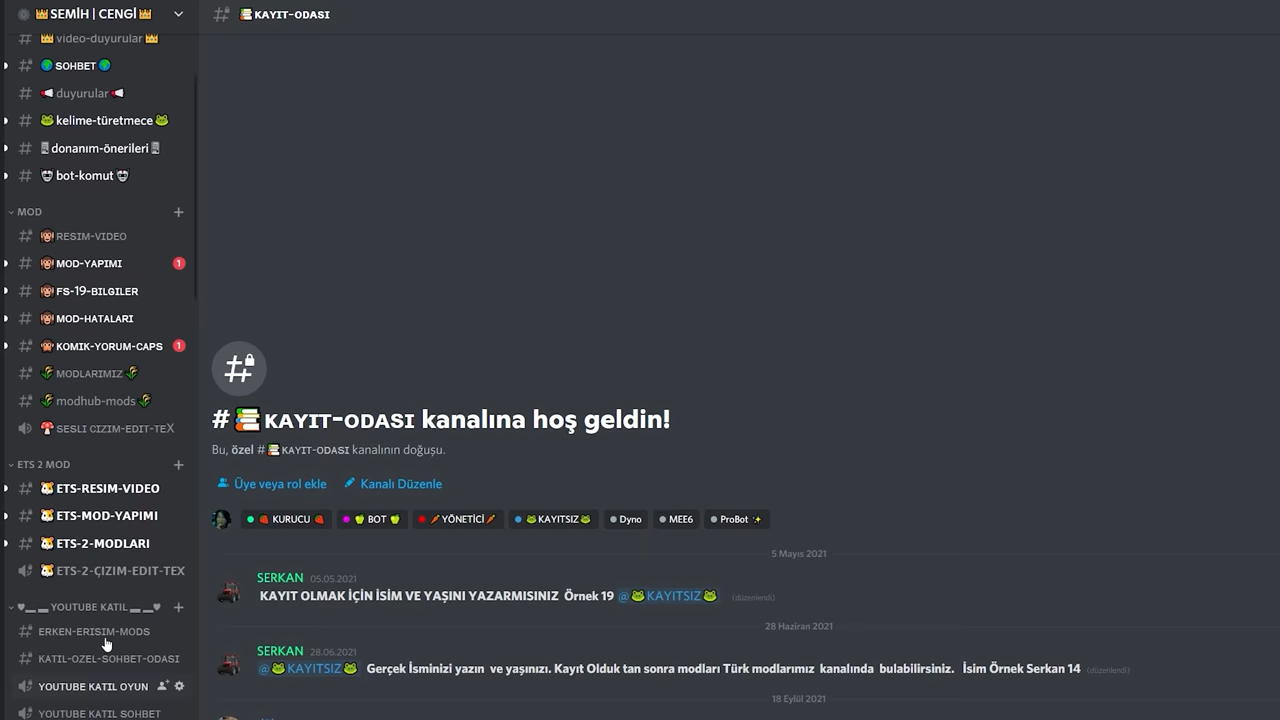 👑SEMİH | CENGİ👑
video-duyurular
SOHBET
duyurular
kelime-türetmece
donanım-önerileri
bot-komut
MOD
RESIM-VIDEO
MOD-YAPIMI 1
FS-19-BILGILER
MOD-HATALARI
KOMIK-YORUM-CAPS 1
MODLARIMIZ
modhub-mods
SESLI CIZIM-EDIT-TEX
ETS 2 MOD
ETS-RESIM-VIDEO
ETS-MOD-YAPIMI
ETS-2-MODLARI
ETS-2-ÇIZIM-EDIT-TEX
♥▬ ▬ YOUTUBE KATIL ▬ ▬♥
ERKEN-ERISIM-MODS
KATIL-OZEL-SOHBET-ODASI
YOUTUBE KATIL OYUN
YOUTUBE KATIL SOHBET
# 📚KAYIT-ODASI
#📚KAYIT-ODASI kanalına hoş geldin!
Bu, özel #📚KAYIT-ODASI kanalının doğuşu.
Üye veya rol ekle Kanalı Düzenle
KURUCU BOT YÖNETİCİ KAYITSIZ Dyno MEE6 ProBot ✨
5 Mayıs 2021
SERKAN 05.05.2021
KAYIT OLMAK İÇİN İSİM VE YAŞINI YAZARMISINIZ Örnek 19 @🐸KAYITSIZ🐸 (düzenlendi)
28 Haziran 2021
SERKAN 28.06.2021
@🐸KAYITSIZ🐸 Gerçek İsminizi yazın ve yaşınızı. Kayıt Olduk tan sonra modları Türk modlarımız kanalında bulabilirsiniz. İsim Örnek Serkan 14 (düzenlendi)
18 Eylül 2021